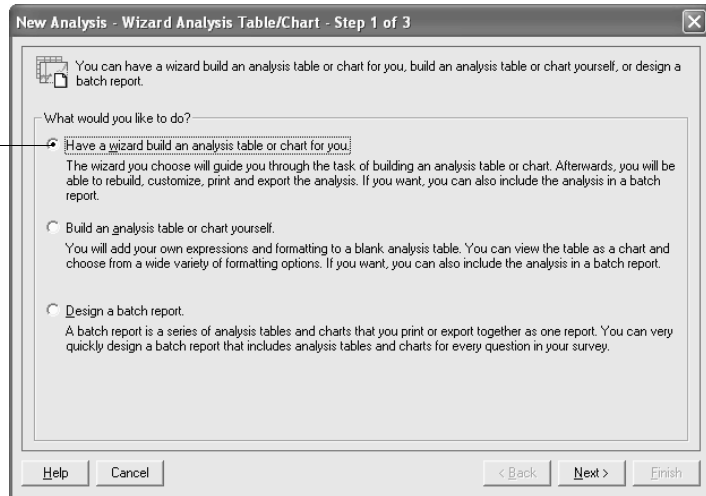 New Analysis - Wizard Analysis Table/Chart - Step 1 of 3
You can have a wizard build an analysis table or chart for you, build an analysis table or chart yourself, or design a
batch report.
What would you like to do?
Have a wizard build an analysis table or chart for you.
The wizard you choose will guide you through the task of building an analysis table or chart. Afterwards, you will be
able to rebuild, customize, print and export the analysis. If you want, you can also include the analysis in a batch
report.
Build an analysis table or chart yourself.
You will add your own expressions and formatting to a blank analysis table. You can view the table as a chart and
choose from a wide variety of formatting options. If you want, you can also include the analysis in a batch report.
Design a batch report.
A batch report is a series of analysis tables and charts that you print or export together as one report. You can very
quickly design a batch report that includes analysis tables and charts for every question in your survey.
Help Cancel < Back Next > Finish